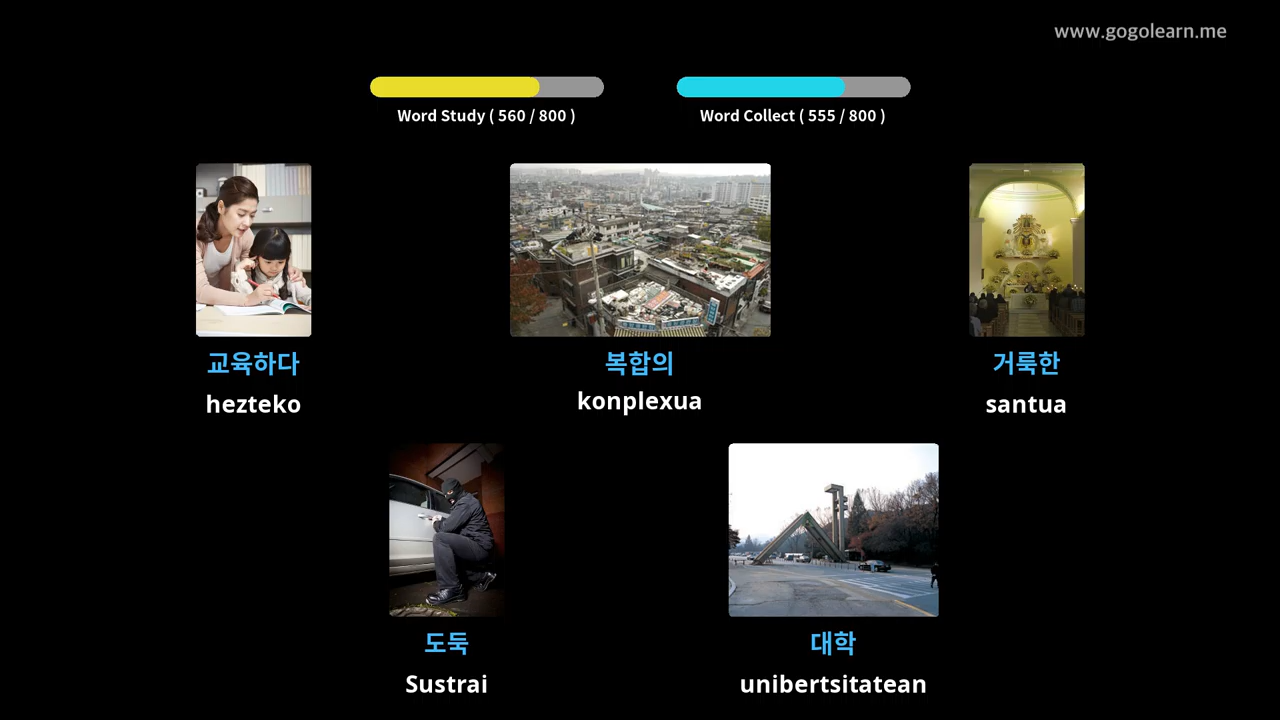 www.gogolearn.me
Word Study ( 560 / 800 )
Word Collect ( 555 / 800 )
교육하다
복합의
거룩한
hezteko
konplexua
santua
도둑
대학
Sustrai
unibertsitatean